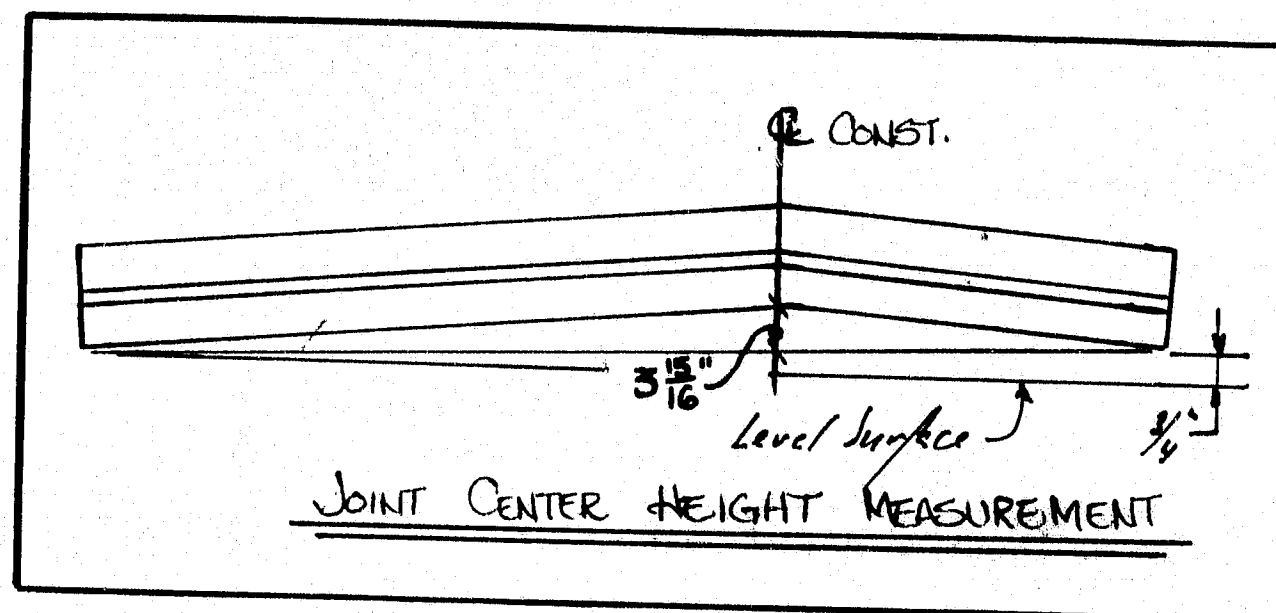 ℄ CONST.
3 15/16"
Level Surface
3/4"
JOINT CENTER HEIGHT MEASUREMENT